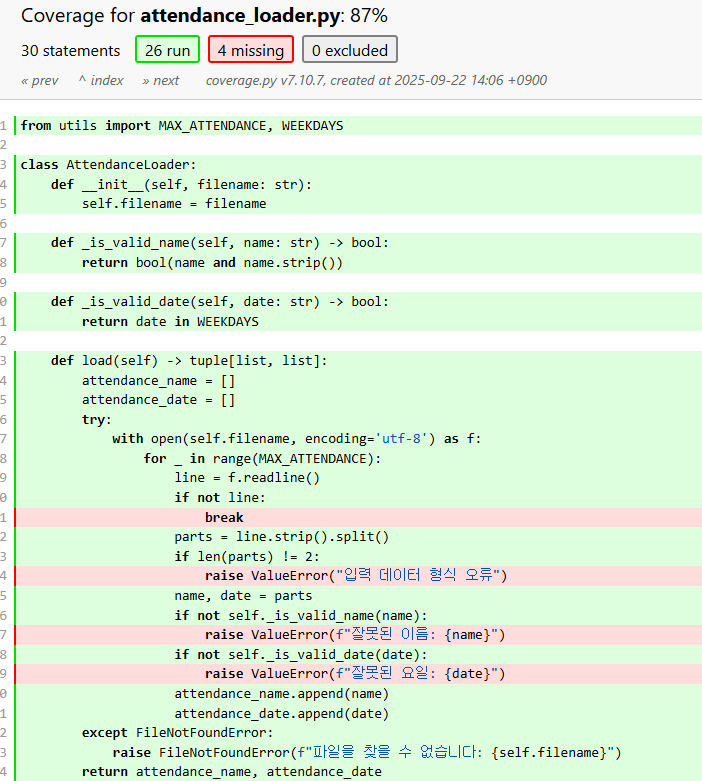 Coverage for attendance_loader.py: 87%
30 statements 26 run 4 missing 0 excluded
« prev ^ index » next coverage.py v7.10.7, created at 2025-09-22 14:06 +0900
1 from utils import MAX_ATTENDANCE, WEEKDAYS
2
3 class AttendanceLoader:
4     def __init__(self, filename: str):
5         self.filename = filename
6
7     def _is_valid_name(self, name: str) -> bool:
8         return bool(name and name.strip())
9
0     def _is_valid_date(self, date: str) -> bool:
1         return date in WEEKDAYS
2
3     def load(self) -> tuple[list, list]:
4         attendance_name = []
5         attendance_date = []
6         try:
7             with open(self.filename, encoding='utf-8') as f:
8                 for _ in range(MAX_ATTENDANCE):
9                     line = f.readline()
0                     if not line:
1                         break
2                     parts = line.strip().split()
3                     if len(parts) != 2:
4                         raise ValueError("입력 데이터 형식 오류")
5                     name, date = parts
6                     if not self._is_valid_name(name):
7                         raise ValueError(f"잘못된 이름: {name}")
8                     if not self._is_valid_date(date):
9                         raise ValueError(f"잘못된 요일: {date}")
0                     attendance_name.append(name)
1                     attendance_date.append(date)
2         except FileNotFoundError:
3             raise FileNotFoundError(f"파일을 찾을 수 없습니다: {self.filename}")
4         return attendance_name, attendance_date